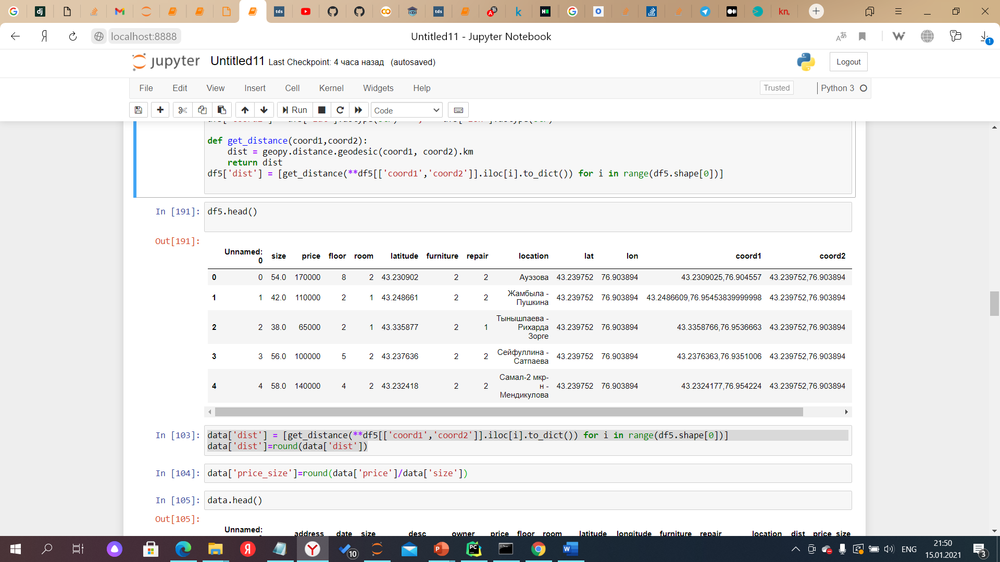 localhost:8888
Untitled11 - Jupyter Notebook
jupyter Untitled11 Last Checkpoint: 4 часа назад (autosaved)
Logout
File Edit View Insert Cell Kernel Widgets Help
Trusted Python 3
Run Code
def get_distance(coord1,coord2):
dist = geopy.distance.geodesic(coord1, coord2).km
return dist
df5['dist'] = [get_distance(**df5[['coord1','coord2']].iloc[i].to_dict()) for i in range(df5.shape[0])]
In [191]: df5.head()
Out[191]:
Unnamed: 0 size price floor room latitude furniture repair location lat lon coord1 coord2
0 0 54.0 170000 8 2 43.230902 2 2 Ауэзова 43.239752 76.903894 43.2309025,76.904557 43.239752,76.903894
1 1 42.0 110000 2 1 43.248661 2 2 Жамбыла - Пушкина 43.239752 76.903894 43.2486609,76.95453839999998 43.239752,76.903894
2 2 38.0 65000 2 1 43.335877 2 1 Тынышпаева - Рихарда Зорге 43.239752 76.903894 43.3358766,76.9536663 43.239752,76.903894
3 3 56.0 100000 5 2 43.237636 2 2 Сейфуллина - Сатпаева 43.239752 76.903894 43.2376363,76.9351006 43.239752,76.903894
4 4 58.0 140000 4 2 43.232418 2 2 Самал-2 мкр-н - Мендикулова 43.239752 76.903894 43.2324177,76.954224 43.239752,76.903894
In [103]: data['dist'] = [get_distance(**df5[['coord1','coord2']].iloc[i].to_dict()) for i in range(df5.shape[0])]
data['dist']=round(data['dist'])
In [104]: data['price_size']=round(data['price']/data['size'])
In [105]: data.head()
Out[105]:
Unnamed: address date size desc owner price floor room latitude longitude furniture repair location dist price_size
10
ENG
21:50
15.01.2021
3